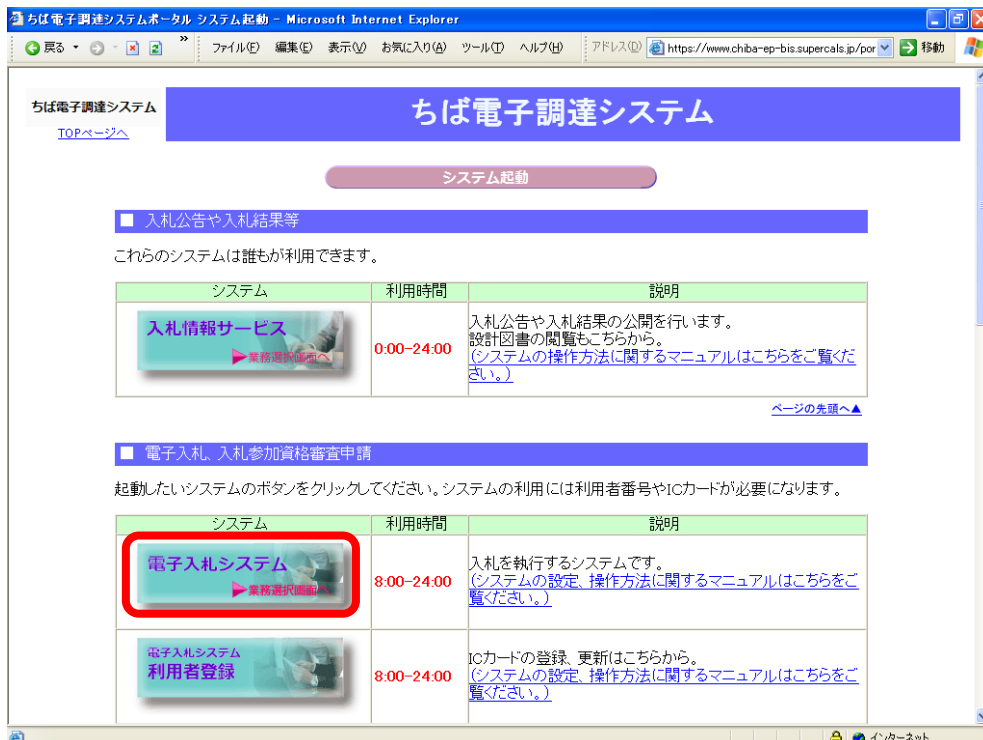 ちば電子調達システムポータル システム起動 - Microsoft Internet Explorer
戻る
ファイル(F) 編集(E) 表示(V) お気に入り(A) ツール(T) ヘルプ(H)
アドレス(D) https://www.chiba-ep-bis.supercals.jp/por 移動
ちば電子調達システム
TOPページへ
ちば電子調達システム
システム起動
■ 入札公告や入札結果等
これらのシステムは誰もが利用できます。
システム 利用時間 説明
入札情報サービス
▶業務選択画面へ
0:00-24:00
入札公告や入札結果の公開を行います。
設計図書の閲覧もこちらから。
(システムの操作方法に関するマニュアルはこちらをご覧くだ
さい。)
ページの先頭へ▲
■ 電子入札、入札参加資格審査申請
起動したいシステムのボタンをクリックしてください。システムの利用には利用者番号やICカードが必要になります。
システム 利用時間 説明
電子入札システム
▶業務選択画面へ
8:00-24:00
入札を執行するシステムです。
(システムの設定、操作方法に関するマニュアルはこちらをご
覧ください。)
電子入札システム
利用者登録
8:00-24:00
ICカードの登録、更新はこちらから。
(システムの設定、操作方法に関するマニュアルはこちらをご
覧ください。)
インターネット